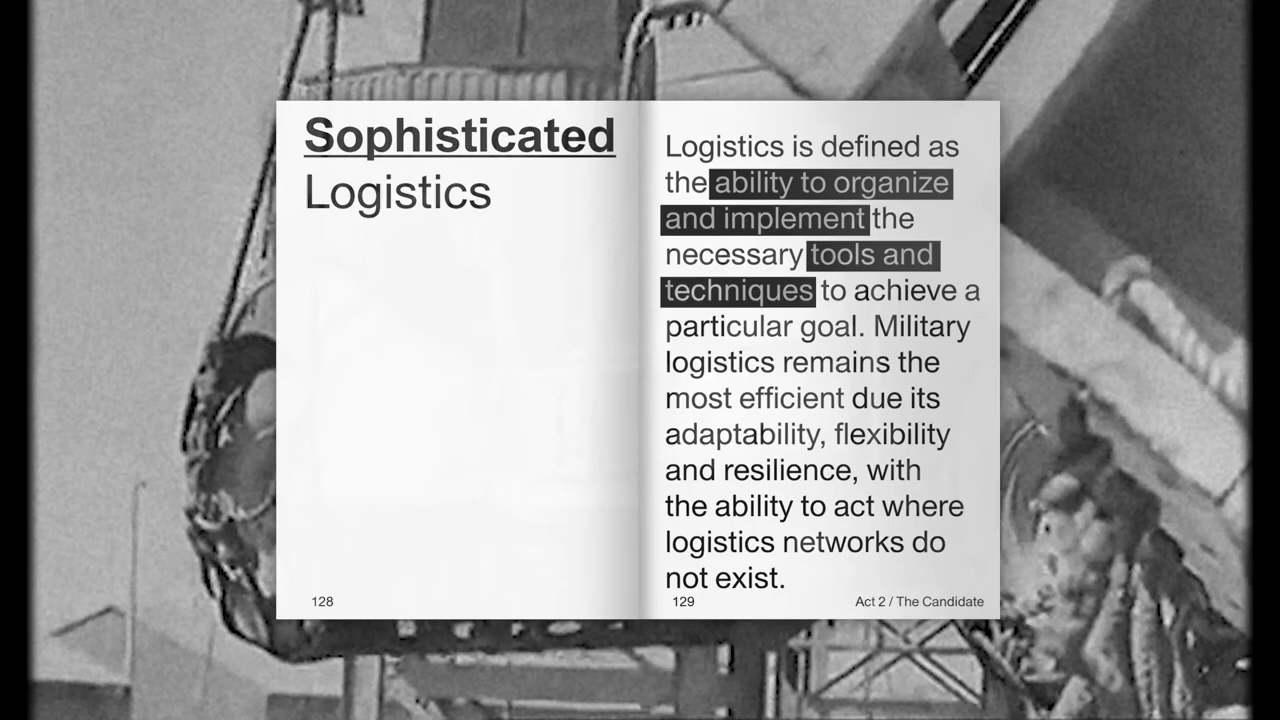 Sophisticated
Logistics
128
Logistics is defined as
the ability to organize
and implement the
necessary tools and
techniques to achieve a
particular goal. Military
logistics remains the
most efficient due its
adaptability, flexibility
and resilience, with
the ability to act where
logistics networks do
not exist.
129
Act 2 / The Candidate